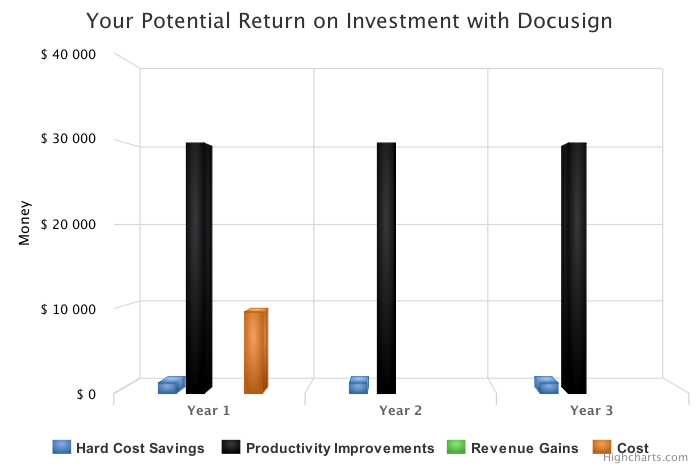 Your Potential Return on Investment with Docusign
$ 40 000
$ 30 000
$ 20 000
$ 10 000
$ 0
Money
Year 1
Year 2
Year 3
Hard Cost Savings
Productivity Improvements
Revenue Gains
Cost
Highcharts.com